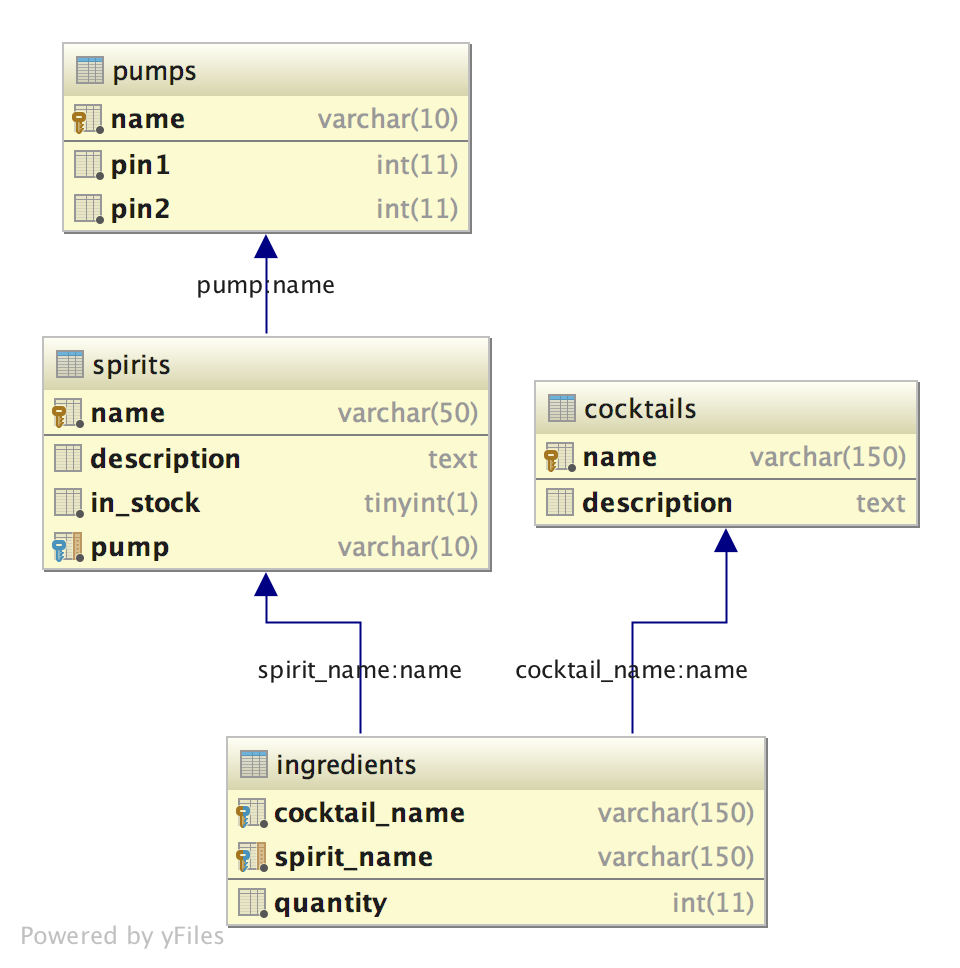 pumps
name varchar(10)
pin1 int(11)
pin2 int(11)
pump:name
spirits
name varchar(50)
description text
in_stock tinyint(1)
pump varchar(10)
cocktails
name varchar(150)
description text
spirit_name:name
cocktail_name:name
ingredients
cocktail_name varchar(150)
spirit_name varchar(150)
quantity int(11)
Powered by yFiles